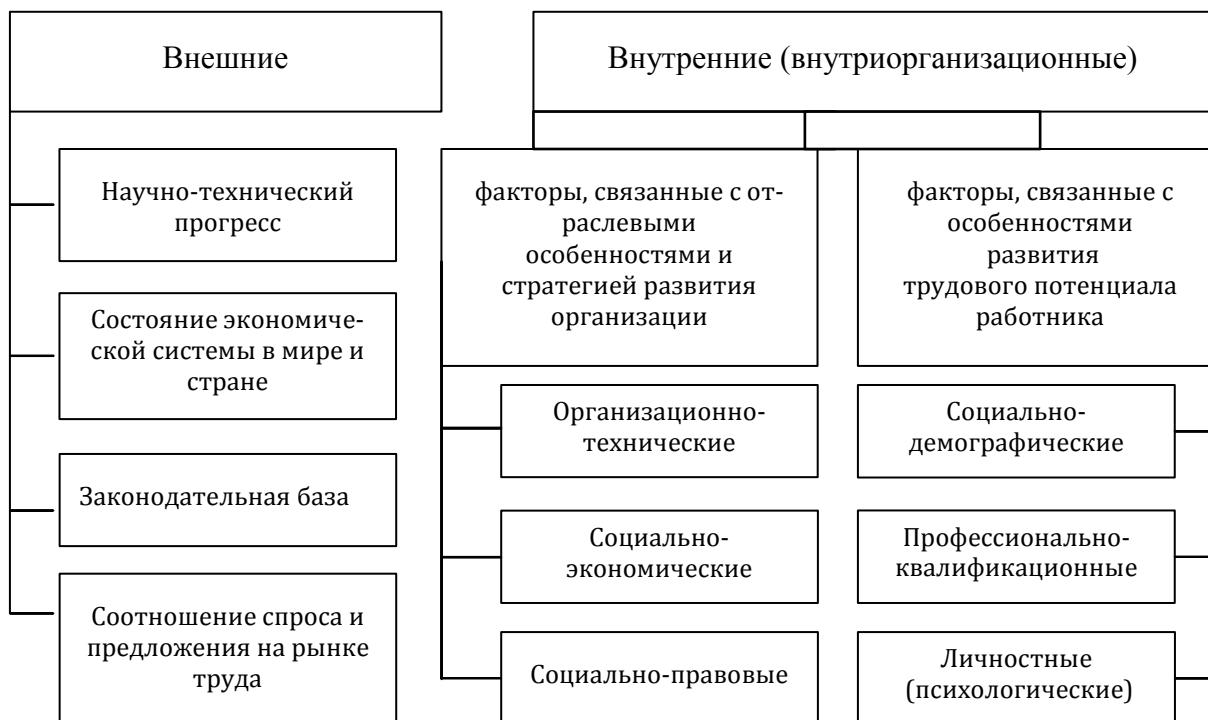 Внешние
Внутренние (внутриорганизационные)
Научно-технический
прогресс
Состояние экономиче-
ской системы в мире и
стране
Законодательная база
Соотношение спроса и
предложения на рынке
труда
факторы, связанные с от-
раслевыми
особенностями и
стратегией развития
организации
Организационно-
технические
Социально-
экономические
Социально-правовые
факторы, связанные с
особенностями
развития
трудового потенциала
работника
Социально-
демографические
Профессионально-
квалификационные
Личностные
(психологические)